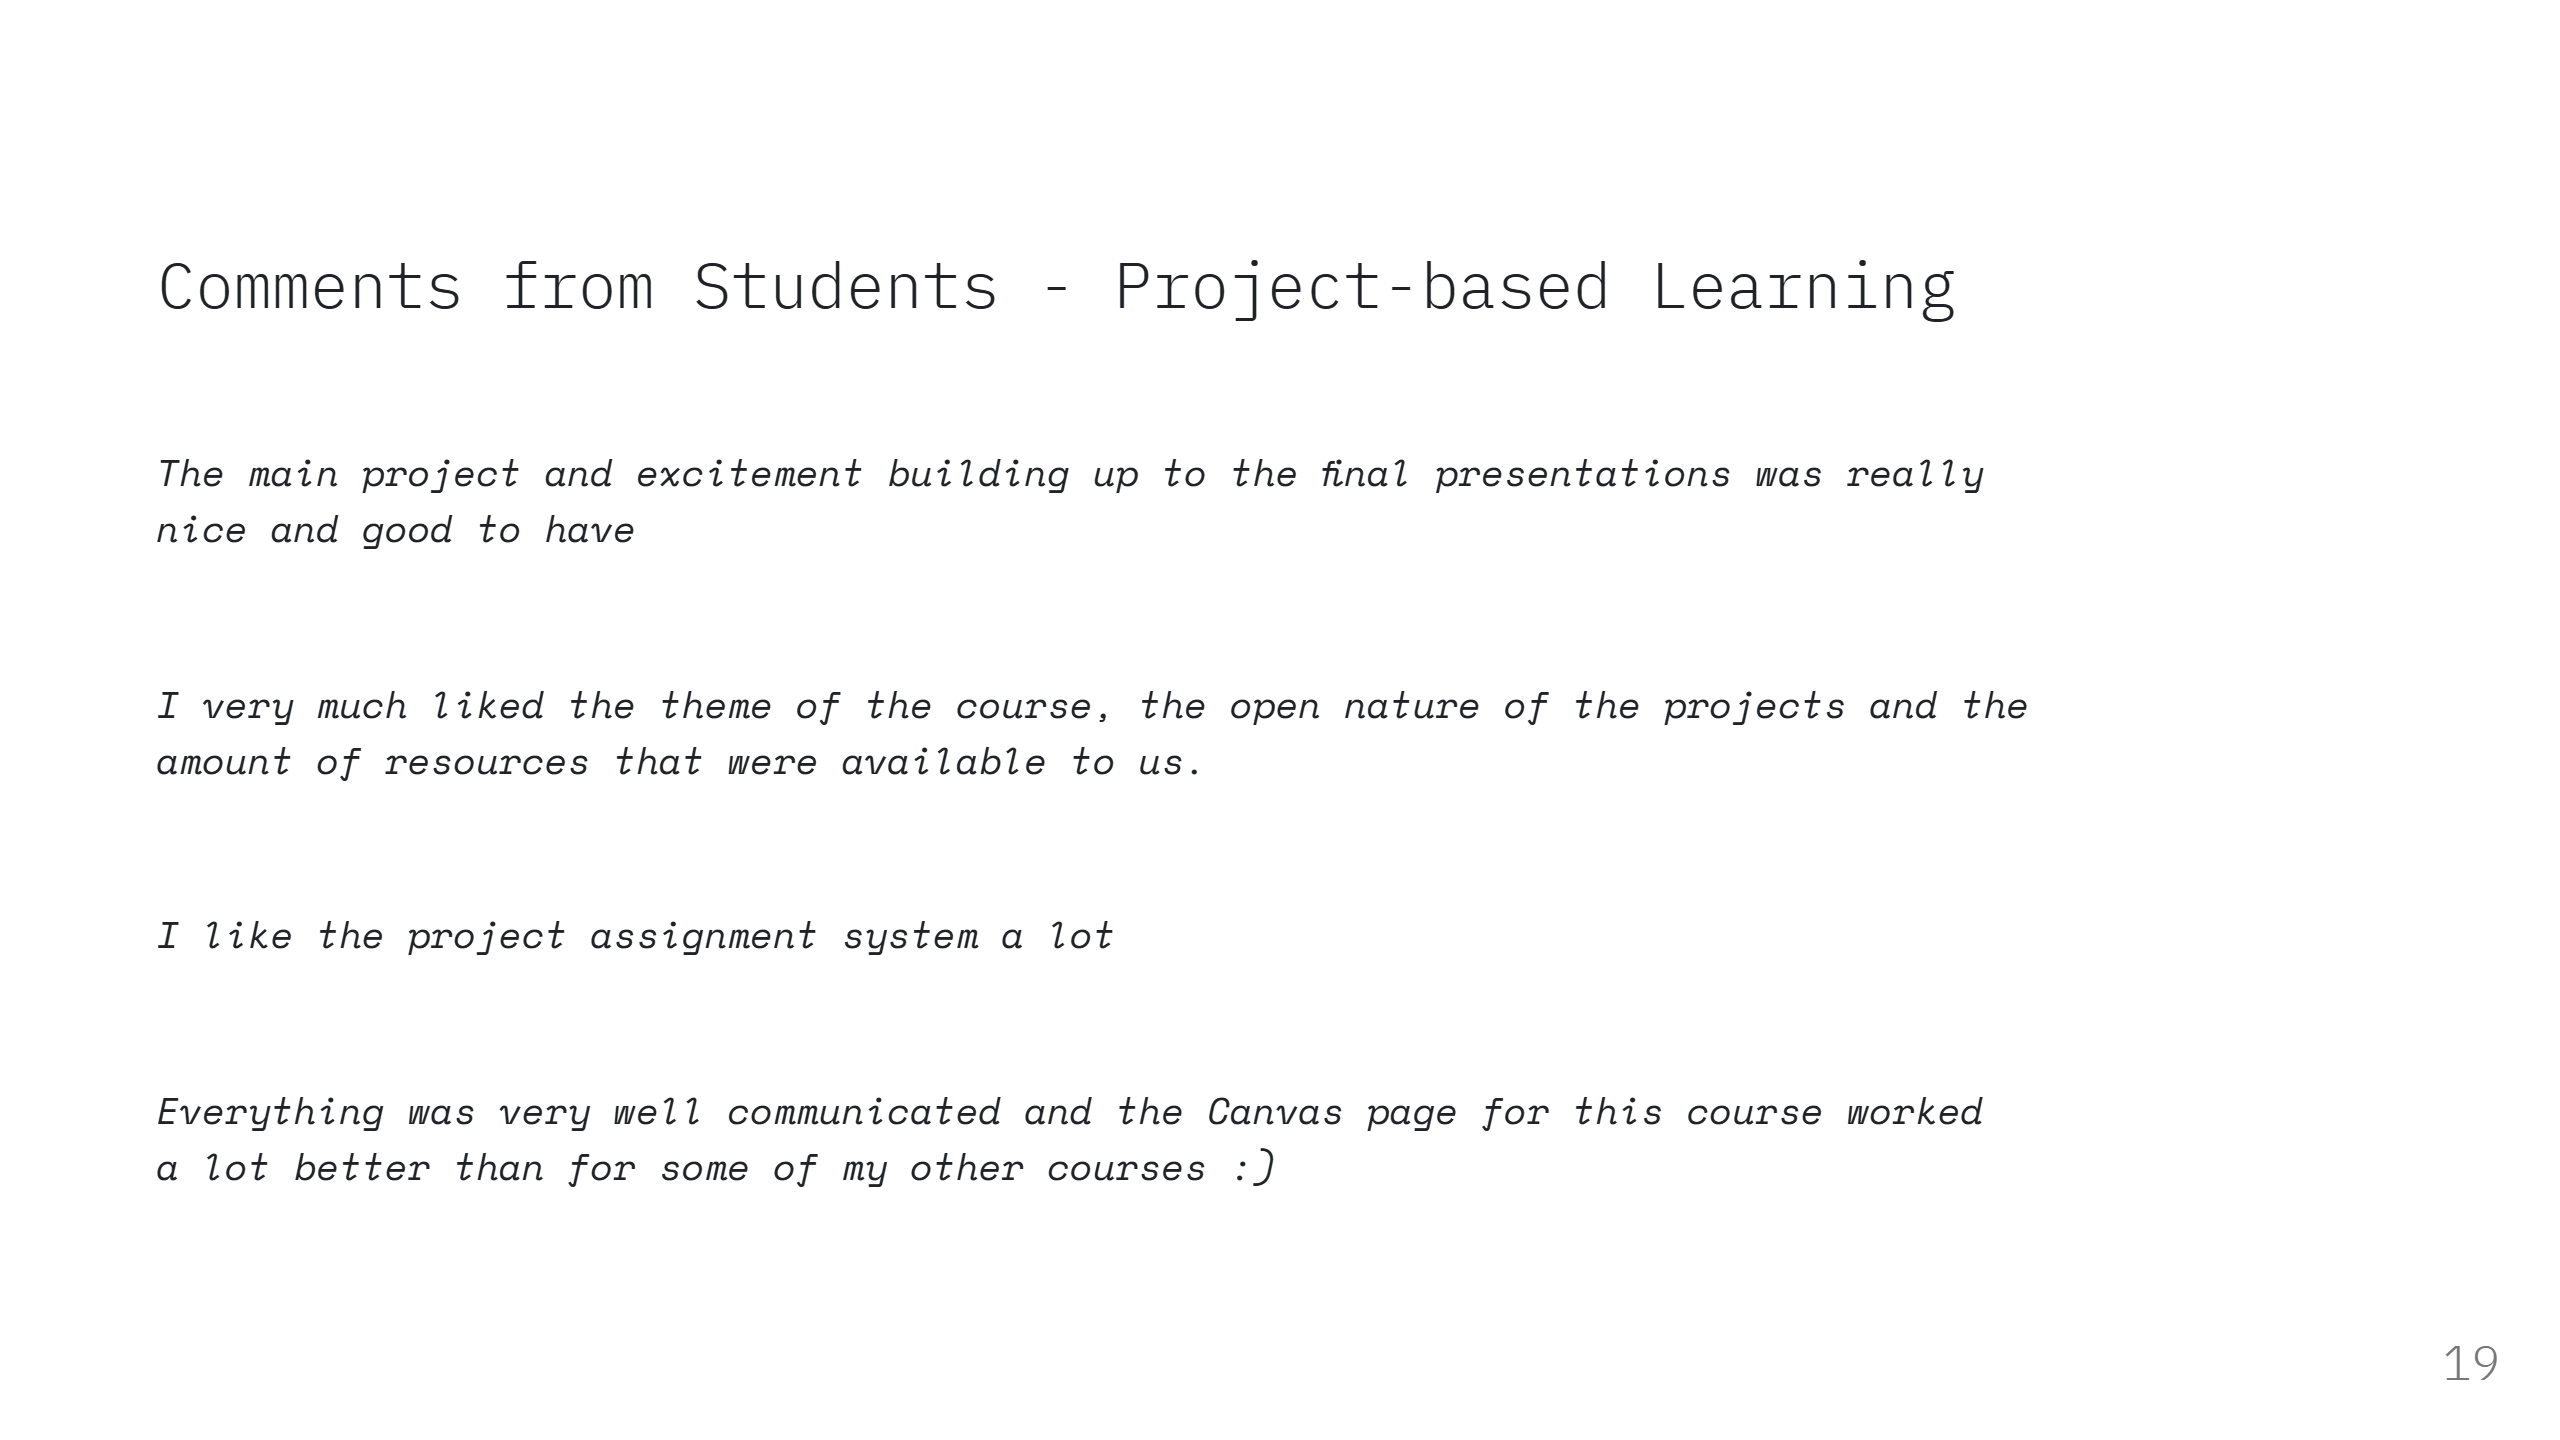 Comments from Students - Project-based Learning
The main project and excitement building up to the final presentations was really
nice and good to have
I very much liked the theme of the course, the open nature of the projects and the
amount of resources that were available to us.
I like the project assignment system a lot
Everything was very well communicated and the Canvas page for this course worked
a lot better than for some of my other courses :)
19